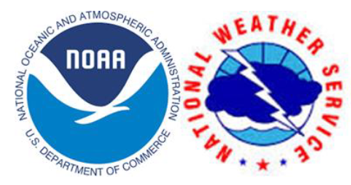 NATIONAL OCEANIC AND ATMOSPHERIC ADMINISTRATION
NOAA
U.S. DEPARTMENT OF COMMERCE
NATIONAL WEATHER SERVICE